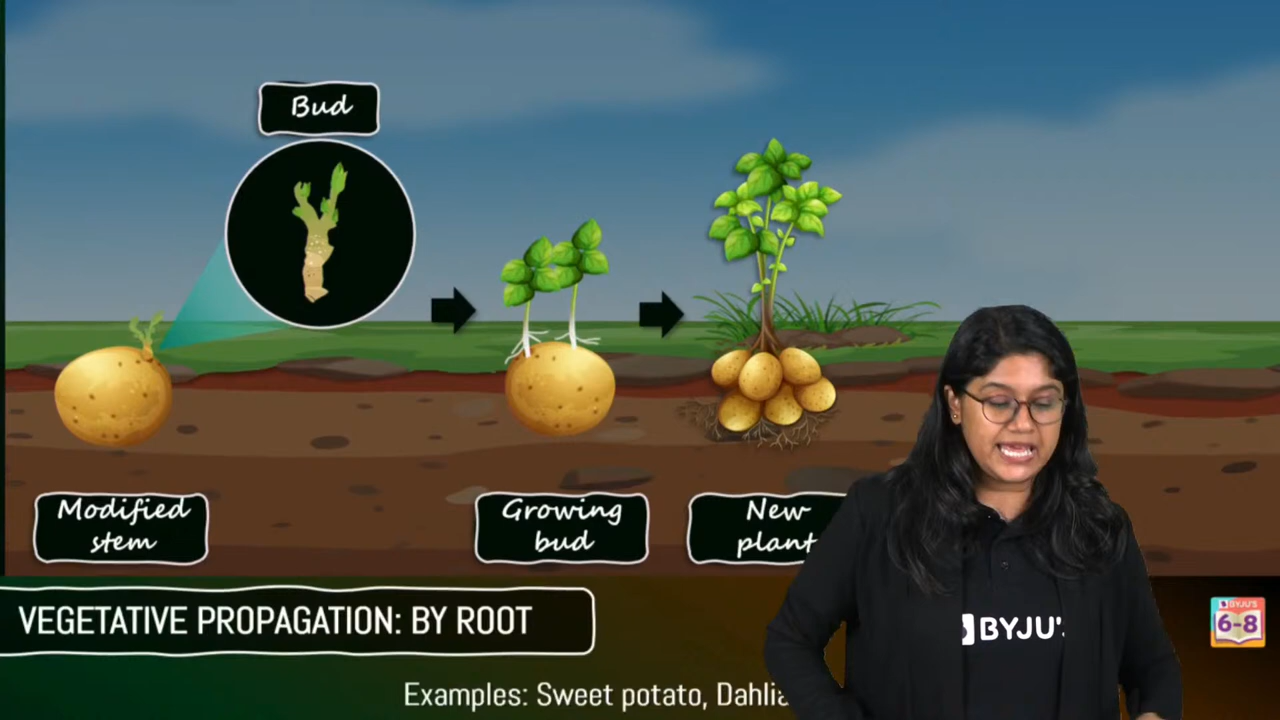 Bud
Modified
stem
Growing
bud
New
plant
VEGETATIVE PROPAGATION: BY ROOT
Examples: Sweet potato, Dahlia
BYJU'S
BYJU'S
6-8